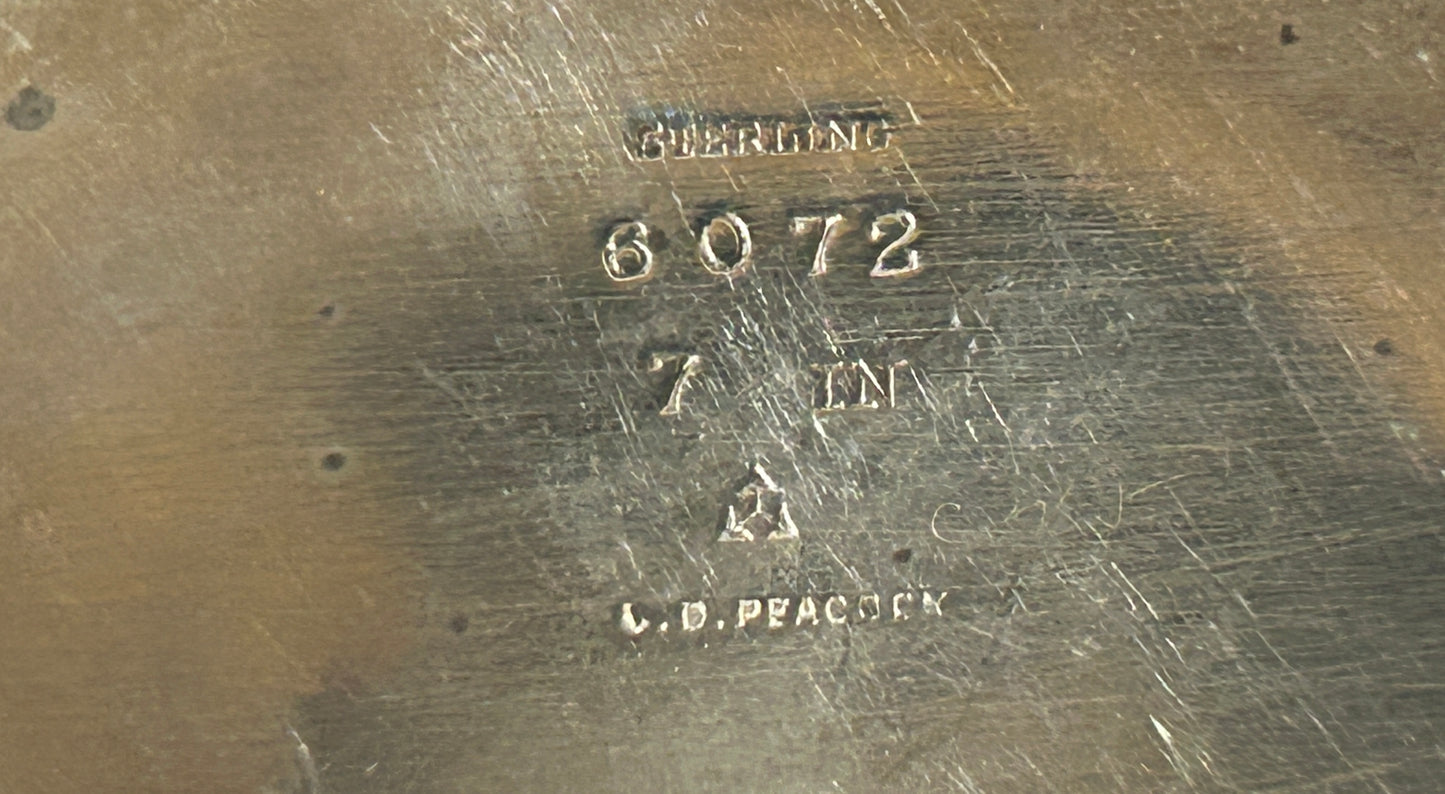 STERLING
6072
7 IN
PEACOCK